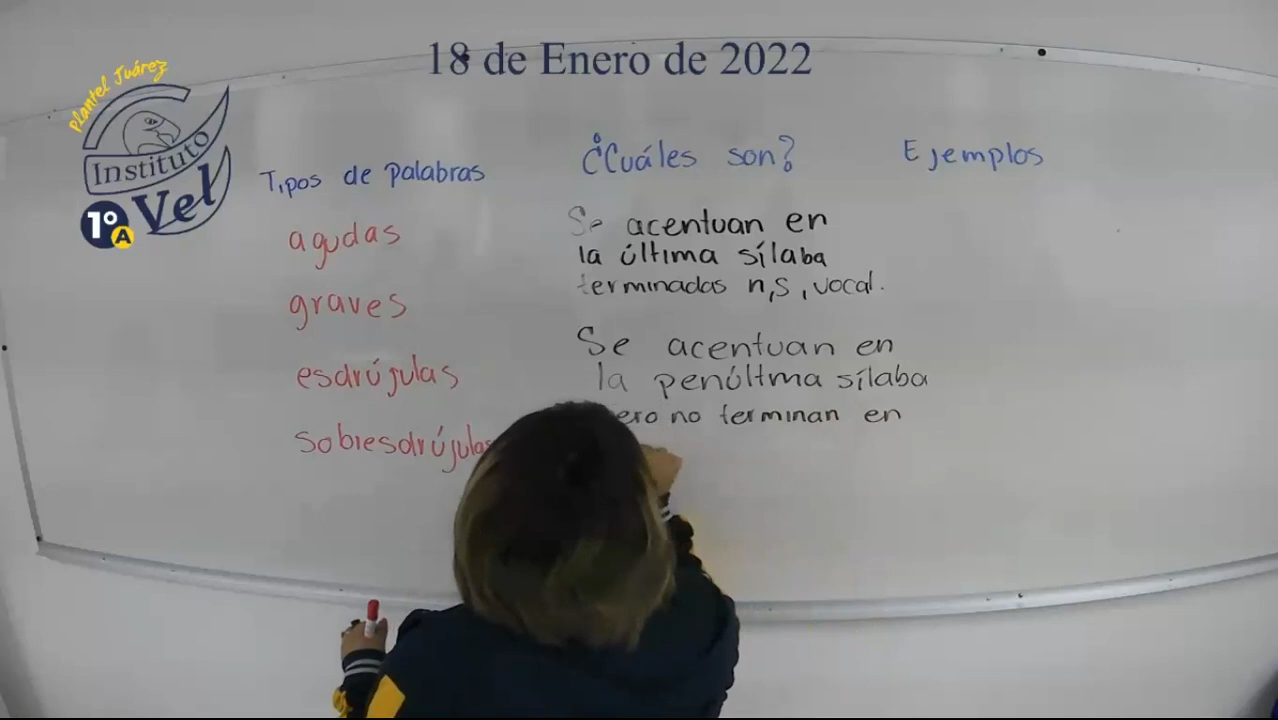 18 de Enero de 2022
Plantel Juárez
Instituto
Vel
1° A
Tipos de palabras
¿Cuáles son?
Ejemplos
agudas
Se acentuan en
la última sílaba
terminadas n,s, vocal.
graves
Se acentuan en
la penúltma sílaba
no terminan en
esdrújulas
sobresdrújulas